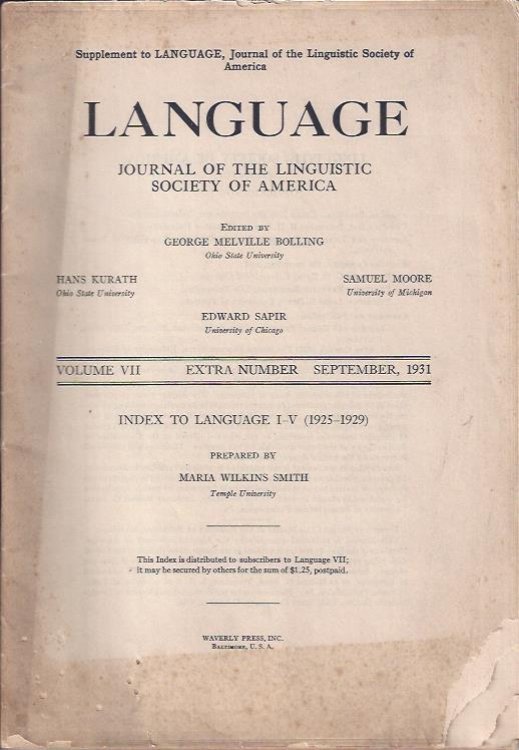 Supplement to LANGUAGE, Journal of the Linguistic Society of
America
LANGUAGE
JOURNAL OF THE LINGUISTIC
SOCIETY OF AMERICA
EDITED BY
GEORGE MELVILLE BOLLING
Ohio State University
HANS KURATH SAMUEL MOORE
Ohio State University University of Michigan
EDWARD SAPIR
University of Chicago
VOLUME VII EXTRA NUMBER SEPTEMBER, 1931
INDEX TO LANGUAGE I-V (1925-1929)
PREPARED BY
MARIA WILKINS SMITH
Temple University
This Index is distributed to subscribers to Language VII;
it may be secured by others for the sum of $1.25, postpaid.
WAVERLY PRESS, INC.
BALTIMORE, U. S. A.